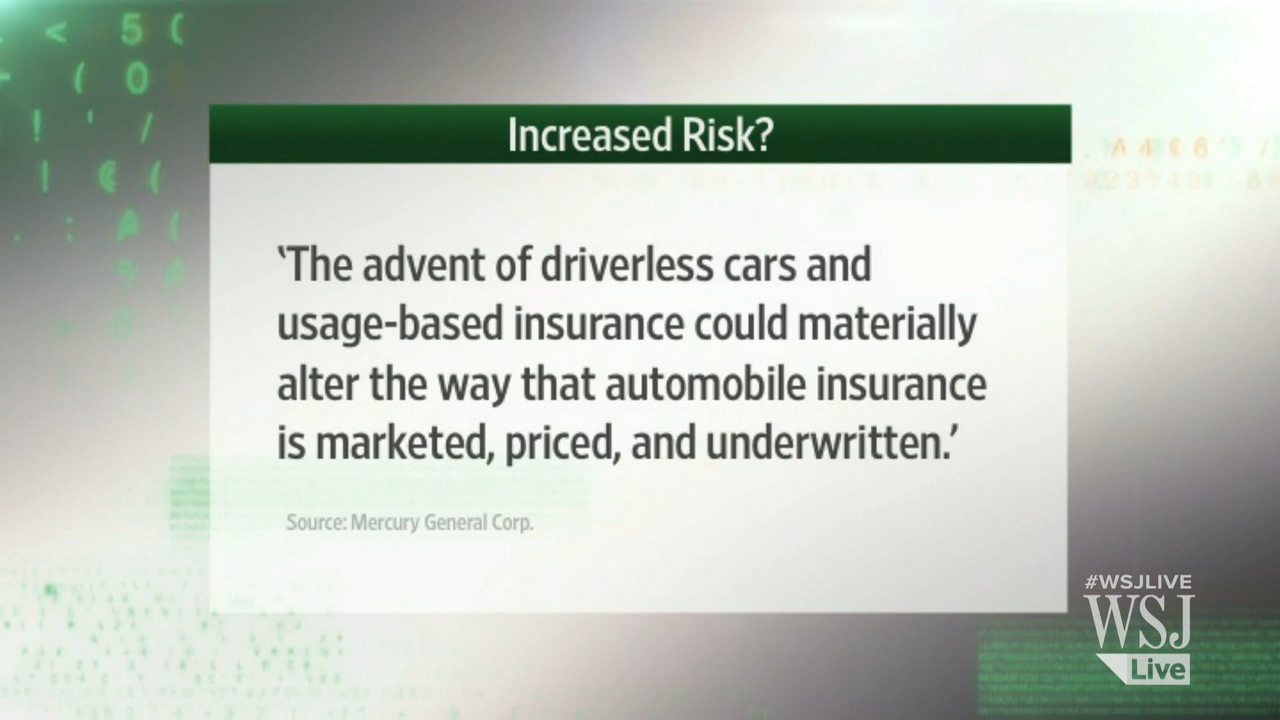 Increased Risk?
‘The advent of driverless cars and
usage-based insurance could materially
alter the way that automobile insurance
is marketed, priced, and underwritten.’
Source: Mercury General Corp.
#WSJLIVE
WSJ
Live